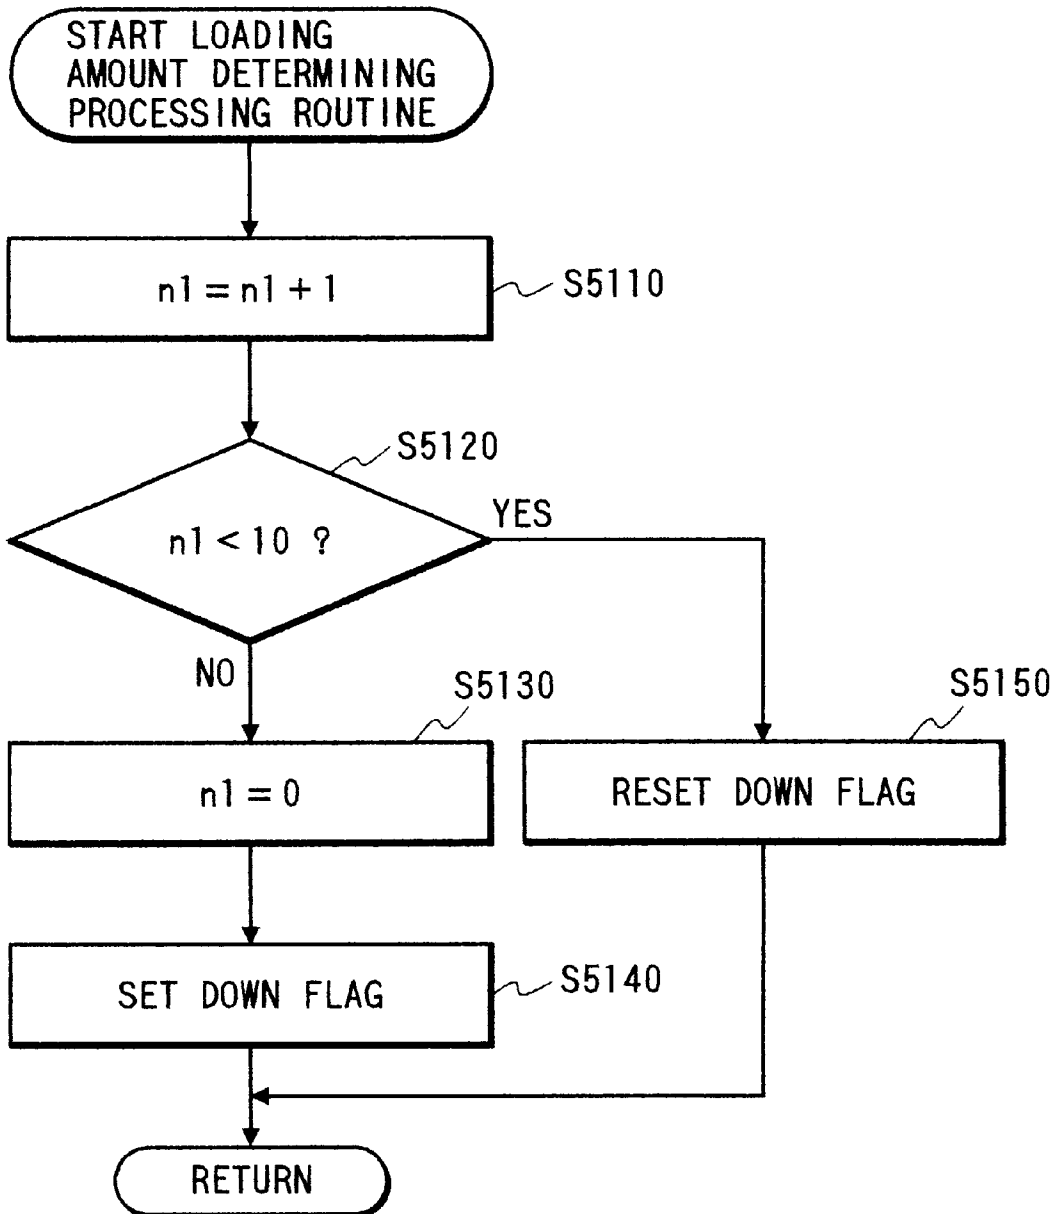 START LOADING
AMOUNT DETERMINING
PROCESSING ROUTINE
n1 = n1 + 1
S5110
S5120
n1 < 10 ?
YES
NO
S5130
S5150
n1 = 0
RESET DOWN FLAG
SET DOWN FLAG
S5140
RETURN